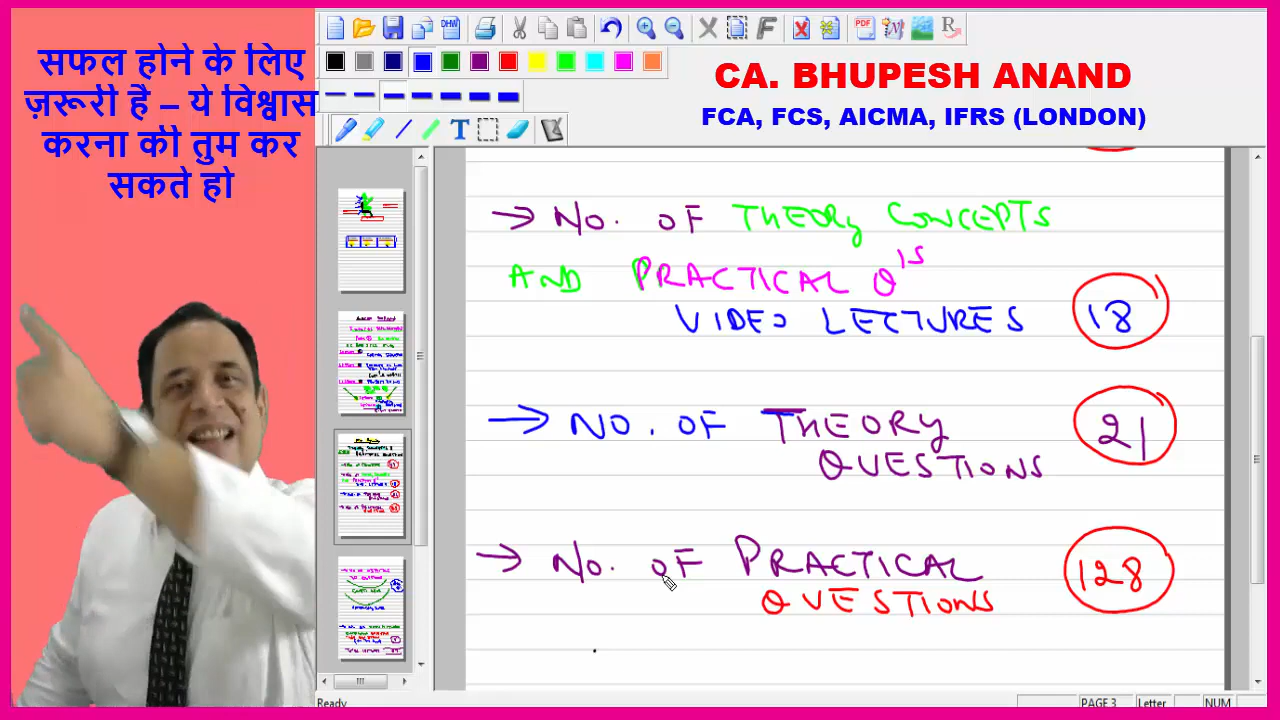 सफल होने के लिए
ज़रूरी है – ये विश्वास
करना की तुम कर
सकते हो
CA. BHUPESH ANAND
FCA, FCS, AICMA, IFRS (LONDON)
→ No. OF THEORY CONCEPTS
AND PRACTICAL Q'S
VIDEO LECTURES 18
→ NO. OF THEORY 21
QUESTIONS
→ No. OF PRACTICAL 128
QUESTIONS
Ready
PAGE 3 Letter NUM